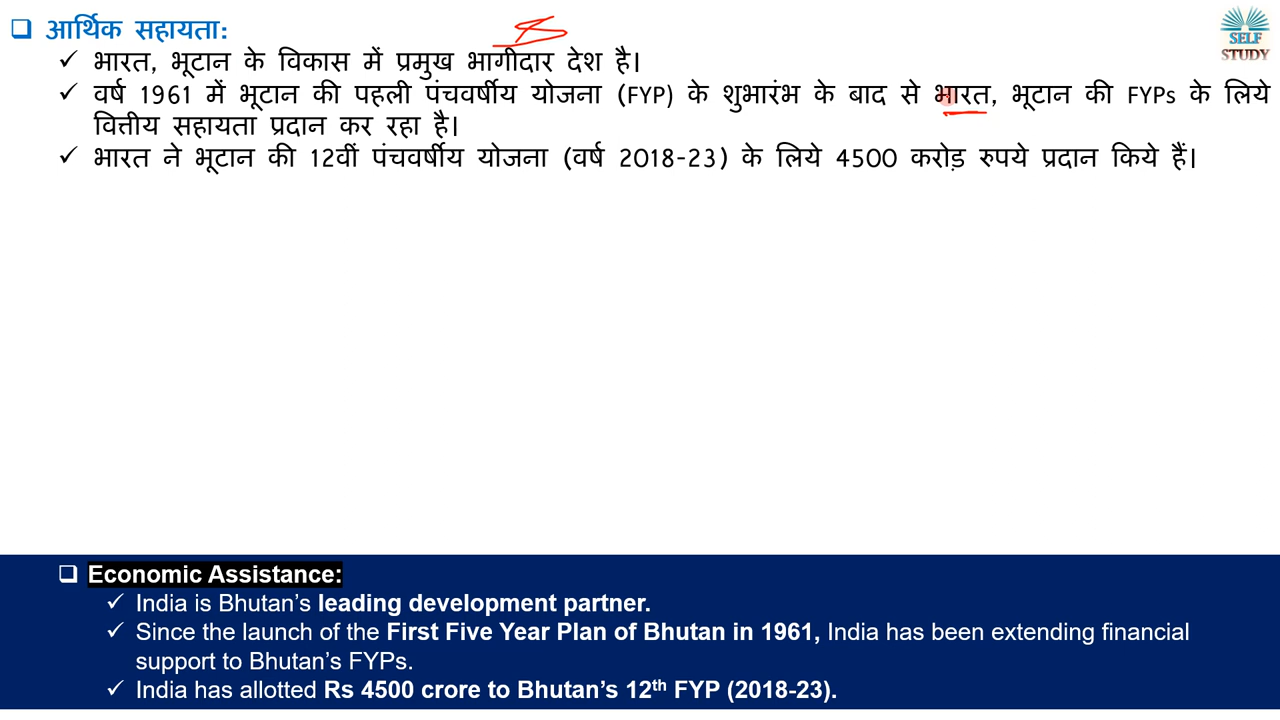 आर्थिक सहायता:
भारत, भूटान के विकास में प्रमुख भागीदार देश है।
वर्ष 1961 में भूटान की पहली पंचवर्षीय योजना (FYP) के शुभारंभ के बाद से भारत, भूटान की FYPs के लिये
वित्तीय सहायता प्रदान कर रहा है।
भारत ने भूटान की 12वीं पंचवर्षीय योजना (वर्ष 2018-23) के लिये 4500 करोड़ रुपये प्रदान किये हैं।
SELF
STUDY
Economic Assistance:
India is Bhutan’s leading development partner.
Since the launch of the First Five Year Plan of Bhutan in 1961, India has been extending financial
support to Bhutan’s FYPs.
India has allotted Rs 4500 crore to Bhutan’s 12th FYP (2018-23).